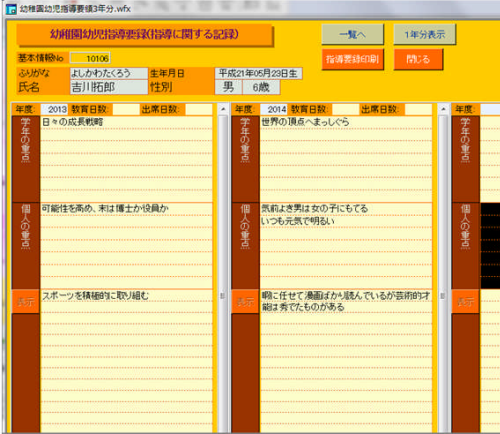 幼稚園幼児指導要領3年分.wfx
幼稚園幼児指導要録(指導に関する記録)
一覧へ
1年分表示
指導要録印刷
閉じる
基本情報No 10106
ふりがな よしかわたくろう 生年月日 平成21年05月23日生
氏名 吉川拓郎 性別 男 6歳
年度: 2013 教育日数: 出席日数:
学年の重点
日々の成長戦略
個人の重点
可能性を高め、末は博士か役員か
表示
スポーツを積極的に取り組む
年度: 2014 教育日数: 出席日数:
学年の重点
世界の頂点へまっしぐら
個人の重点
気前よき男は女の子にもてる
いつも元気で明るい
表示
暇に任せて漫画ばかり読んでいるが芸術的才
能は秀でたものがある
年度:
学年の重点
個人の重点
表示